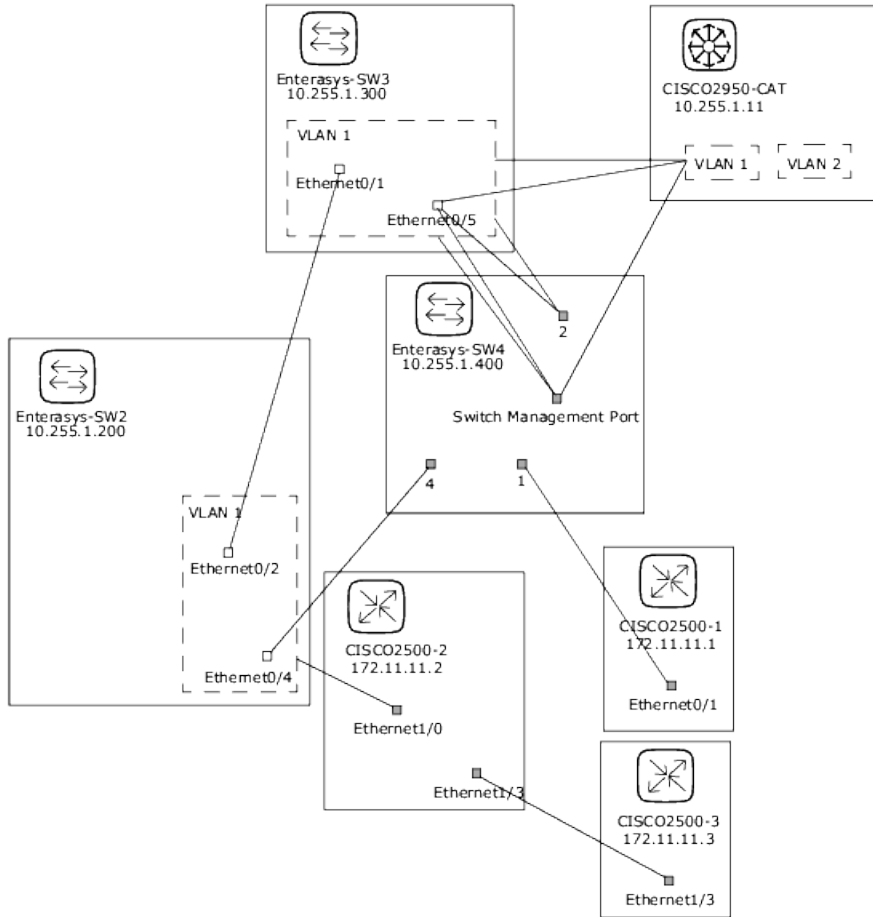 Enterasys-SW3
10.255.1.300
VLAN 1
Ethernet0/1
Ethernet0/5
CISCO2950-CAT
10.255.1.11
VLAN 1
VLAN 2
Enterasys-SW4
10.255.1.400
2
Switch Management Port
4
1
Enterasys-SW2
10.255.1.200
VLAN 1
Ethernet0/2
Ethernet0/4
CISCO2500-2
172.11.11.2
Ethernet1/0
Ethernet1/3
CISCO2500-1
172.11.11.1
Ethernet0/1
CISCO2500-3
172.11.11.3
Ethernet1/3